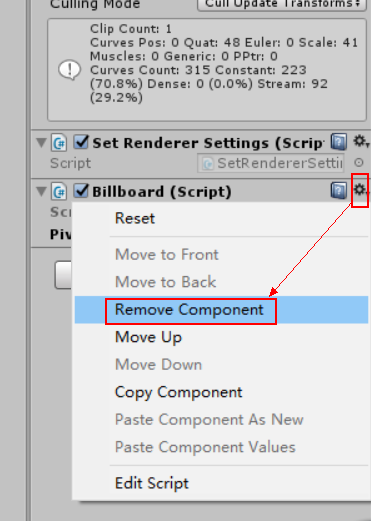 Culling Mode Cull Update Transforms
Clip Count: 1
Curves Pos: 0 Quat: 48 Euler: 0 Scale: 41
Muscles: 0 Generic: 0 PPtr: 0
Curves Count: 315 Constant: 223
(70.8%) Dense: 0 (0.0%) Stream: 92
(29.2%)
Set Renderer Settings (Scrip
Script SetRendererSettin
Billboard (Script)
Scr
Piv
Reset
Move to Front
Move to Back
Remove Component
Move Up
Move Down
Copy Component
Paste Component As New
Paste Component Values
Edit Script